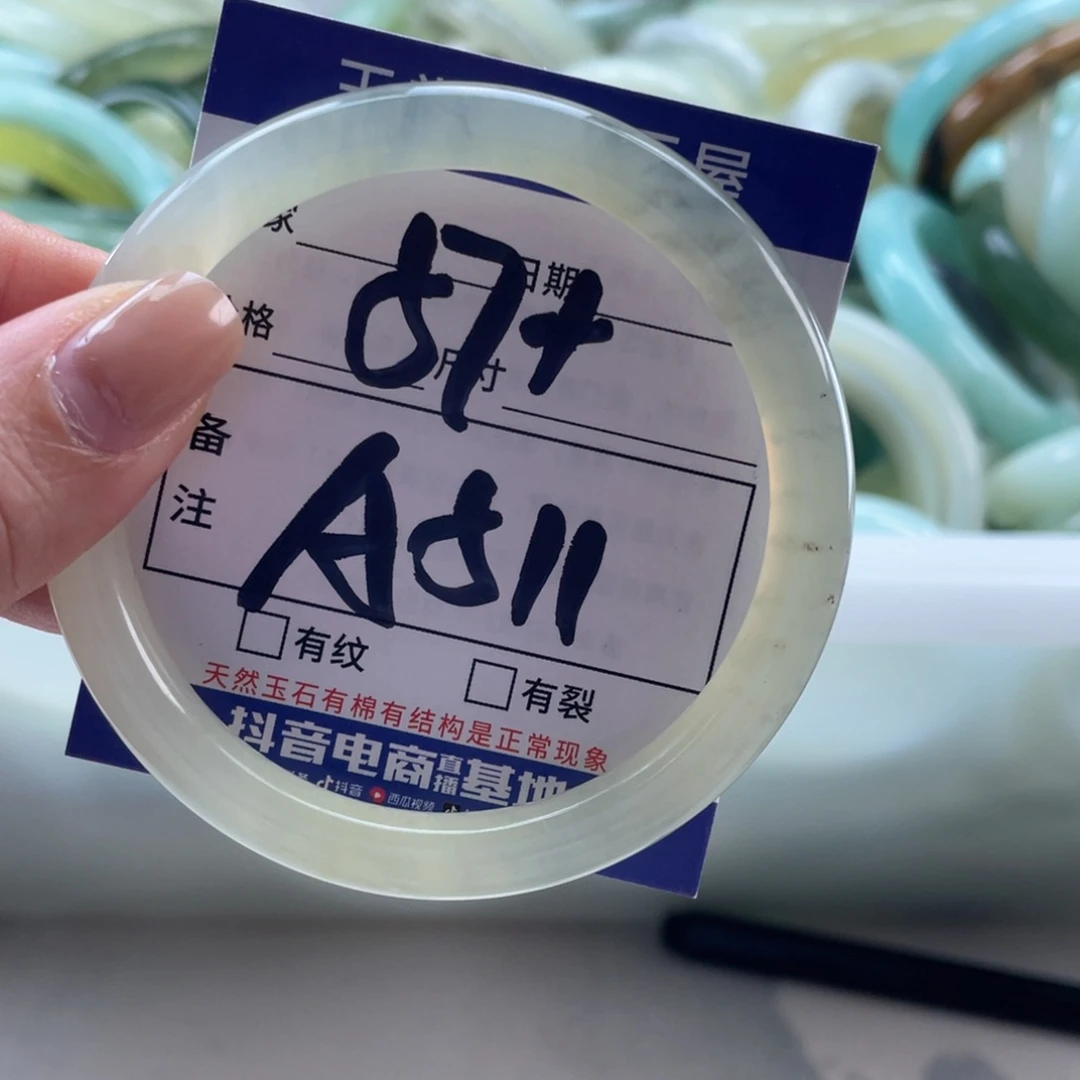 屋
家 日期
格 尺寸
87+
备注
A811
有纹 有裂
天然玉石有棉有结构是正常现象
抖音电商直播基地
抖音 西瓜视频